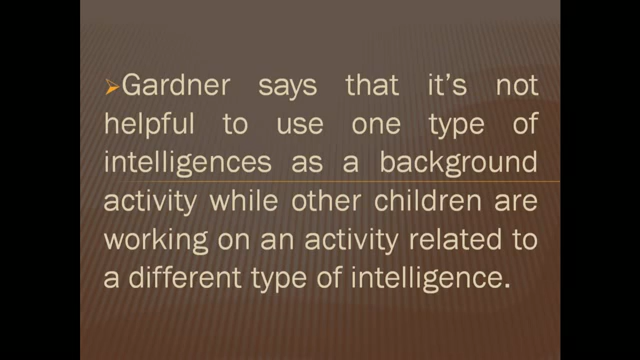 ➢Gardner says that it’s not
helpful to use one type of
intelligences as a background
activity while other children are
working on an activity related to
a different type of intelligence.